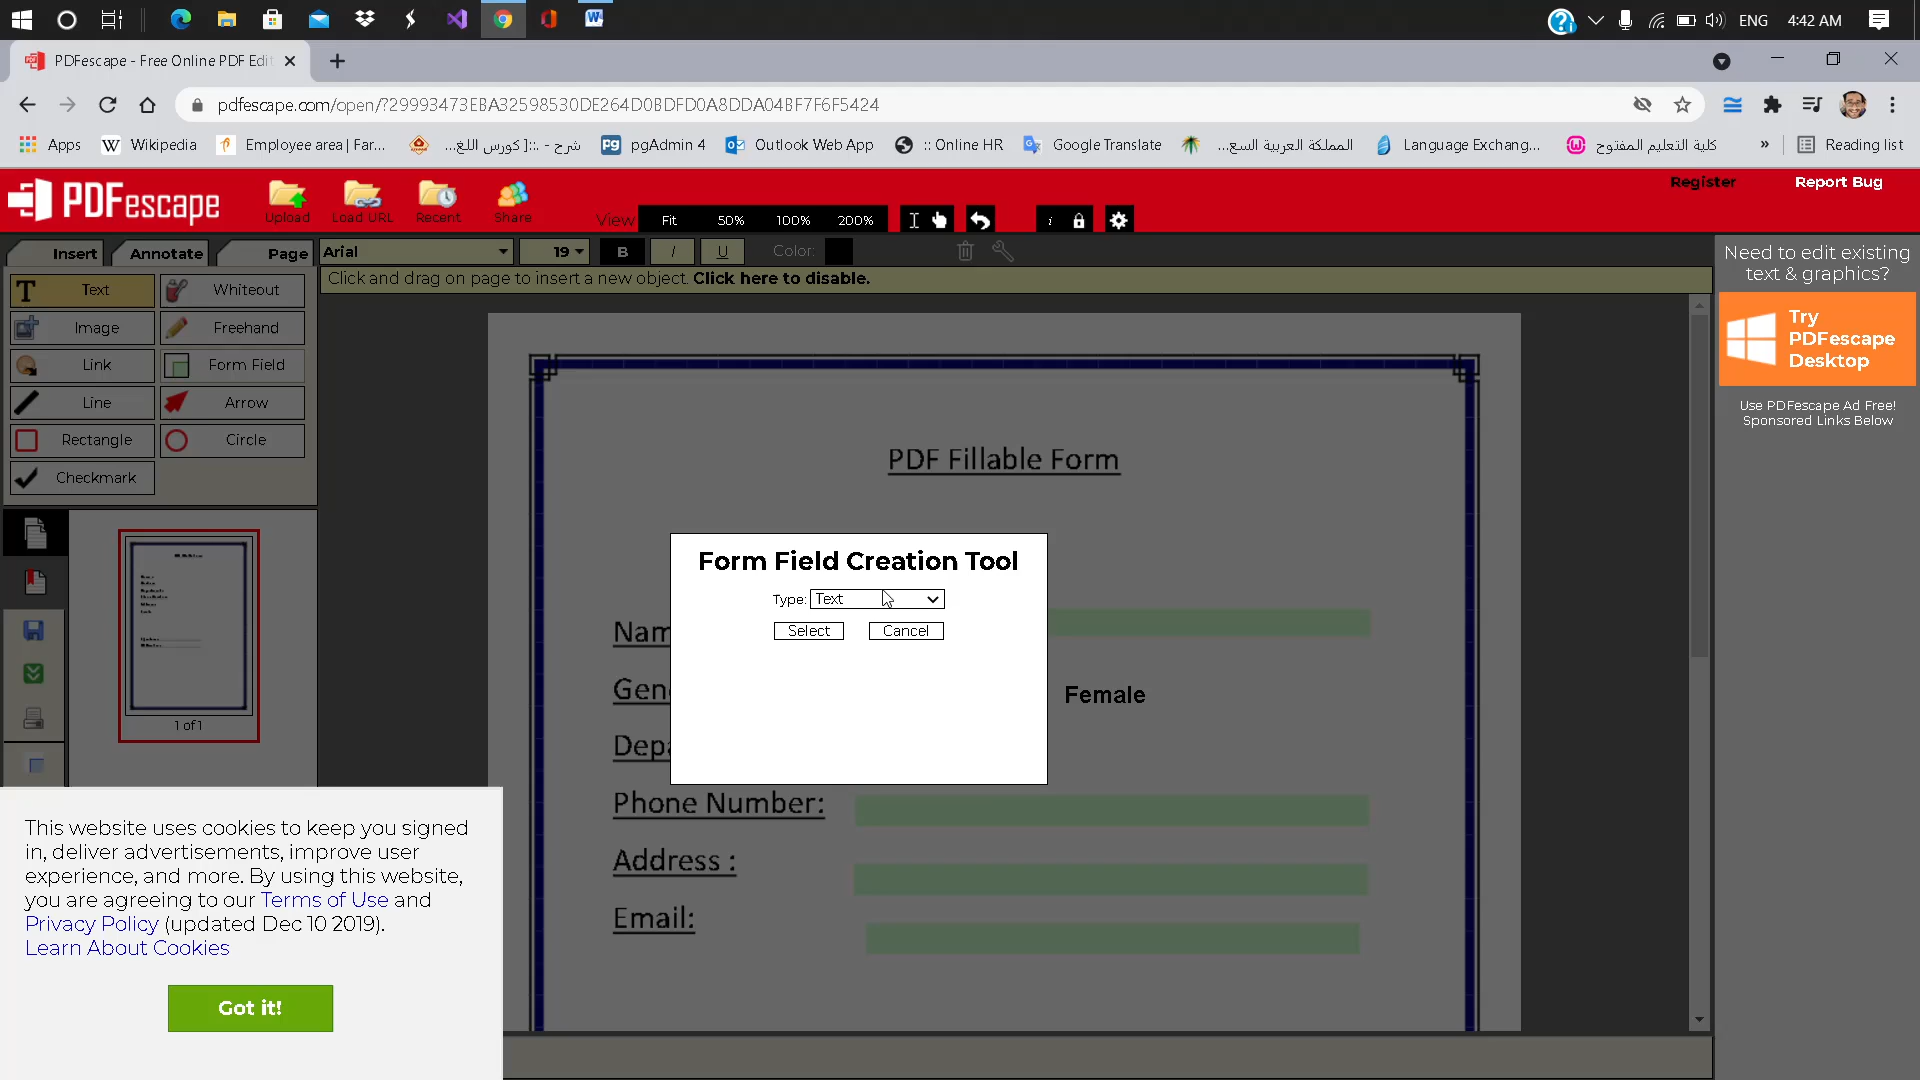 ENG
4:42 AM
PDFescape - Free Online PDF Edi
pdfescape.com/open/?29993473EBA32598530DE264D0BDFD0A8DDA04BF7F6F5424
Apps
Wikipedia
Employee area | Far...
شرح - .::[ كورس اللغ...
pgAdmin 4
Outlook Web App
:: Online HR
Google Translate
المملكة العربية السع...
Language Exchang...
كلية التعليم المفتوح
»
Reading list
PDFescape
Upload
Load URL
Recent
Share
View
Fit
50%
100%
200%
Register
Report Bug
Insert
Annotate
Page
Arial
19
B
I
U
Color:
Click and drag on page to insert a new object. Click here to disable.
Text
Whiteout
Image
Freehand
Link
Form Field
Line
Arrow
Rectangle
Circle
Checkmark
1 of 1
Need to edit existing
text & graphics?
Try
PDFescape
Desktop
Use PDFescape Ad Free!
Sponsored Links Below
PDF Fillable Form
Form Field Creation Tool
Type: Text
Select
Cancel
Nam
Gen
Female
Depa
Phone Number:
Address :
Email:
This website uses cookies to keep you signed
in, deliver advertisements, improve user
experience, and more. By using this website,
you are agreeing to our Terms of Use and
Privacy Policy (updated Dec 10 2019).
Learn About Cookies
Got it!